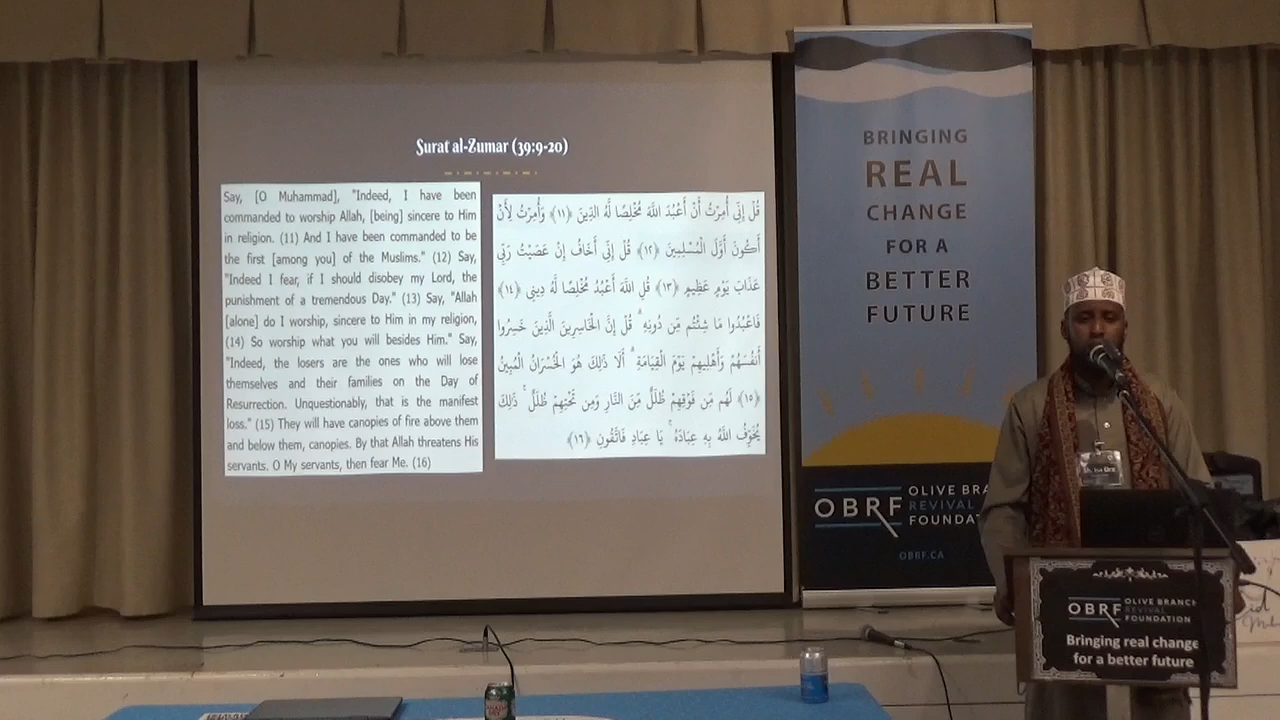 Surat al-Zumar (39:9-20)
Say, [O Muhammad], "Indeed, I have been
commanded to worship Allah, [being] sincere to Him
in religion. (11) And I have been commanded to be
the first [among you] of the Muslims." (12) Say,
"Indeed I fear, if I should disobey my Lord, the
punishment of a tremendous Day." (13) Say, "Allah
[alone] do I worship, sincere to Him in my religion,
(14) So worship what you will besides Him." Say,
"Indeed, the losers are the ones who will lose
themselves and their families on the Day of
Resurrection. Unquestionably, that is the manifest
loss." (15) They will have canopies of fire above them
and below them, canopies. By that Allah threatens His
servants. O My servants, then fear Me. (16)
قُلْ إِنِّي أُمِرْتُ أَنْ أَعْبُدَ اللَّهَ مُخْلِصًا لَّهُ الدِّينَ ﴿١١﴾ وَأُمِرْتُ لِأَنْ
أَكُونَ أَوَّلَ الْمُسْلِمِينَ ﴿١٢﴾ قُلْ إِنِّي أَخَافُ إِنْ عَصَيْتُ رَبِّي
عَذَابَ يَوْمٍ عَظِيمٍ ﴿١٣﴾ قُلِ اللَّهَ أَعْبُدُ مُخْلِصًا لَّهُ دِينِي ﴿١٤﴾
فَاعْبُدُوا مَا شِئْتُم مِّن دُونِهِ ۗ قُلْ إِنَّ الْخَاسِرِينَ الَّذِينَ خَسِرُوا
أَنفُسَهُمْ وَأَهْلِيهِمْ يَوْمَ الْقِيَامَةِ ۗ أَلَا ذَٰلِكَ هُوَ الْخُسْرَانُ الْمُبِينُ
﴿١٥﴾ لَهُم مِّن فَوْقِهِمْ ظُلَلٌ مِّنَ النَّارِ وَمِن تَحْتِهِمْ ظُلَلٌ ۚ ذَٰلِكَ
يُخَوِّفُ اللَّهُ بِهِ عِبَادَهُ ۚ يَا عِبَادِ فَاتَّقُونِ ﴿١٦﴾
BRINGING
REAL
CHANGE
FOR A
BETTER
FUTURE
OBRF
OLIVE BRA
REVIVAL
FOUNDAT
OBRF.CA
OBRF
OLIVE BRANCH
REVIVAL
FOUNDATION
Bringing real change
for a better future